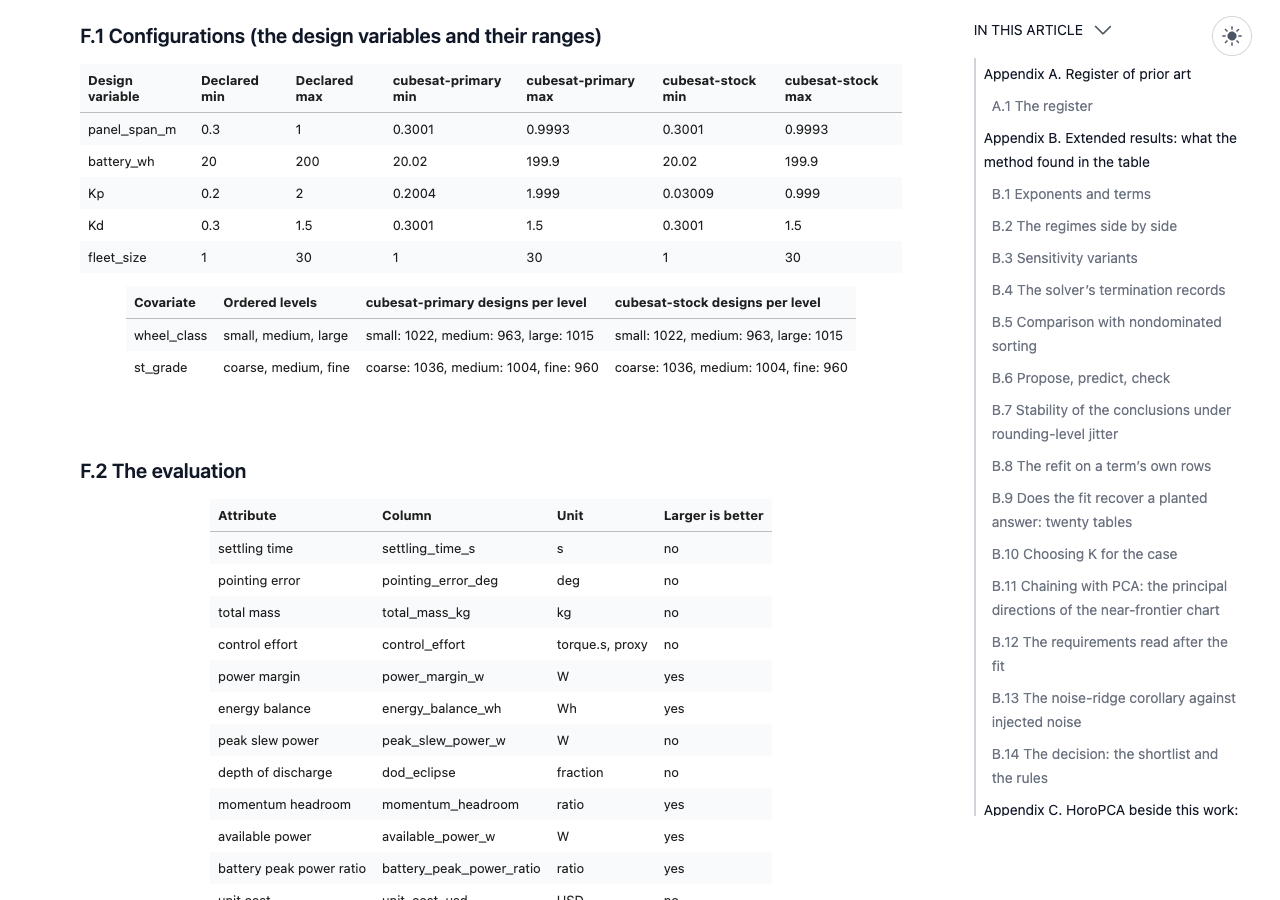 F.1 Configurations (the design variables and their ranges)
Design variable | Declared min | Declared max | cubesat-primary min | cubesat-primary max | cubesat-stock min | cubesat-stock max
panel_span_m 0.3 1 0.3001 0.9993 0.3001 0.9993
battery_wh 20 200 20.02 199.9 20.02 199.9
Kp 0.2 2 0.2004 1.999 0.03009 0.999
Kd 0.3 1.5 0.3001 1.5 0.3001 1.5
fleet_size 1 30 1 30 1 30
Covariate Ordered levels cubesat-primary designs per level cubesat-stock designs per level
wheel_class small, medium, large small: 1022, medium: 963, large: 1015 small: 1022, medium: 963, large: 1015
st_grade coarse, medium, fine coarse: 1036, medium: 1004, fine: 960 coarse: 1036, medium: 1004, fine: 960
F.2 The evaluation
Attribute Column Unit Larger is better
settling time settling_time_s s no
pointing error pointing_error_deg deg no
total mass total_mass_kg kg no
control effort control_effort torque.s, proxy no
power margin power_margin_w W yes
energy balance energy_balance_wh Wh yes
peak slew power peak_slew_power_w W no
depth of discharge dod_eclipse fraction no
momentum headroom momentum_headroom ratio yes
available power available_power_w W yes
battery peak power ratio battery_peak_power_ratio ratio yes
unit cost unit_cost_usd USD no
IN THIS ARTICLE
Appendix A. Register of prior art
A.1 The register
Appendix B. Extended results: what the
method found in the table
B.1 Exponents and terms
B.2 The regimes side by side
B.3 Sensitivity variants
B.4 The solver’s termination records
B.5 Comparison with nondominated
sorting
B.6 Propose, predict, check
B.7 Stability of the conclusions under
rounding-level jitter
B.8 The refit on a term’s own rows
B.9 Does the fit recover a planted
answer: twenty tables
B.10 Choosing K for the case
B.11 Chaining with PCA: the principal
directions of the near-frontier chart
B.12 The requirements read after the
fit
B.13 The noise-ridge corollary against
injected noise
B.14 The decision: the shortlist and
the rules
Appendix C. HoroPCA beside this work: